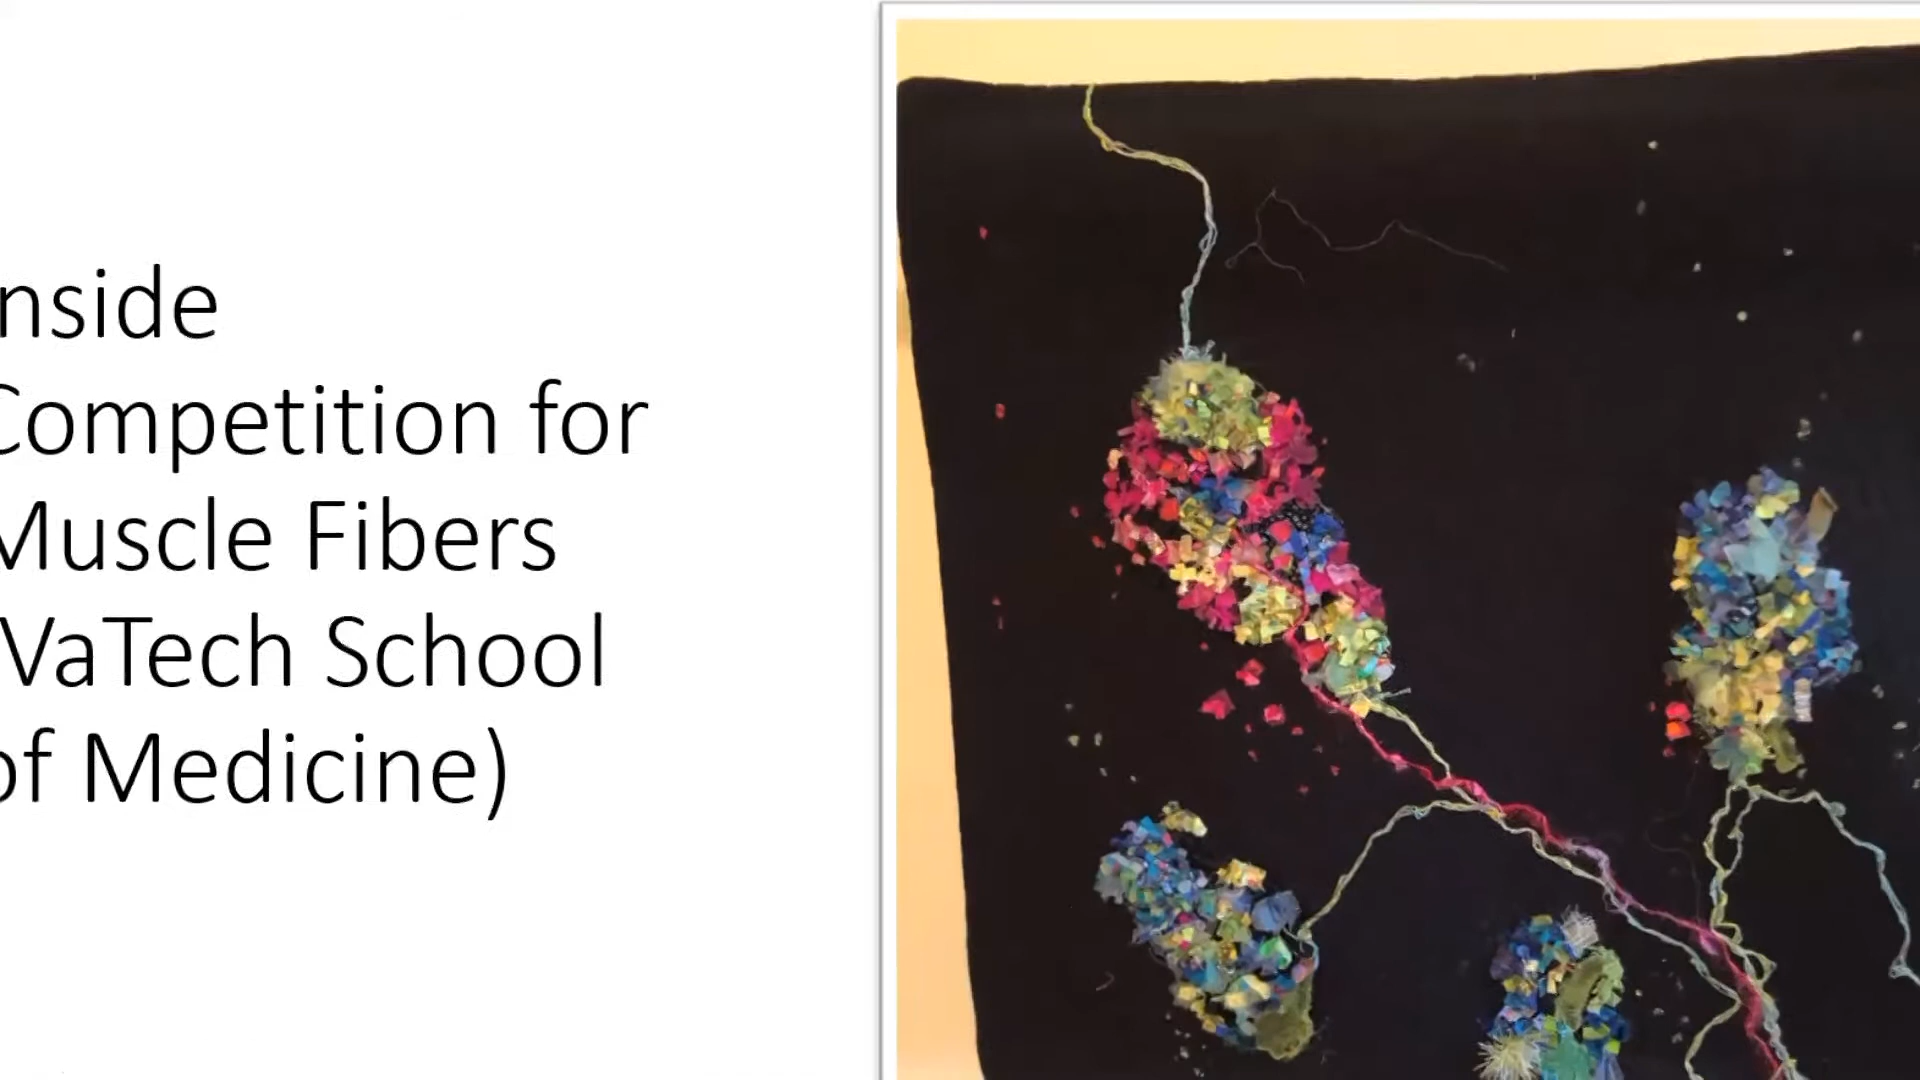 nside
Competition for
Muscle Fibers
VaTech School
of Medicine)